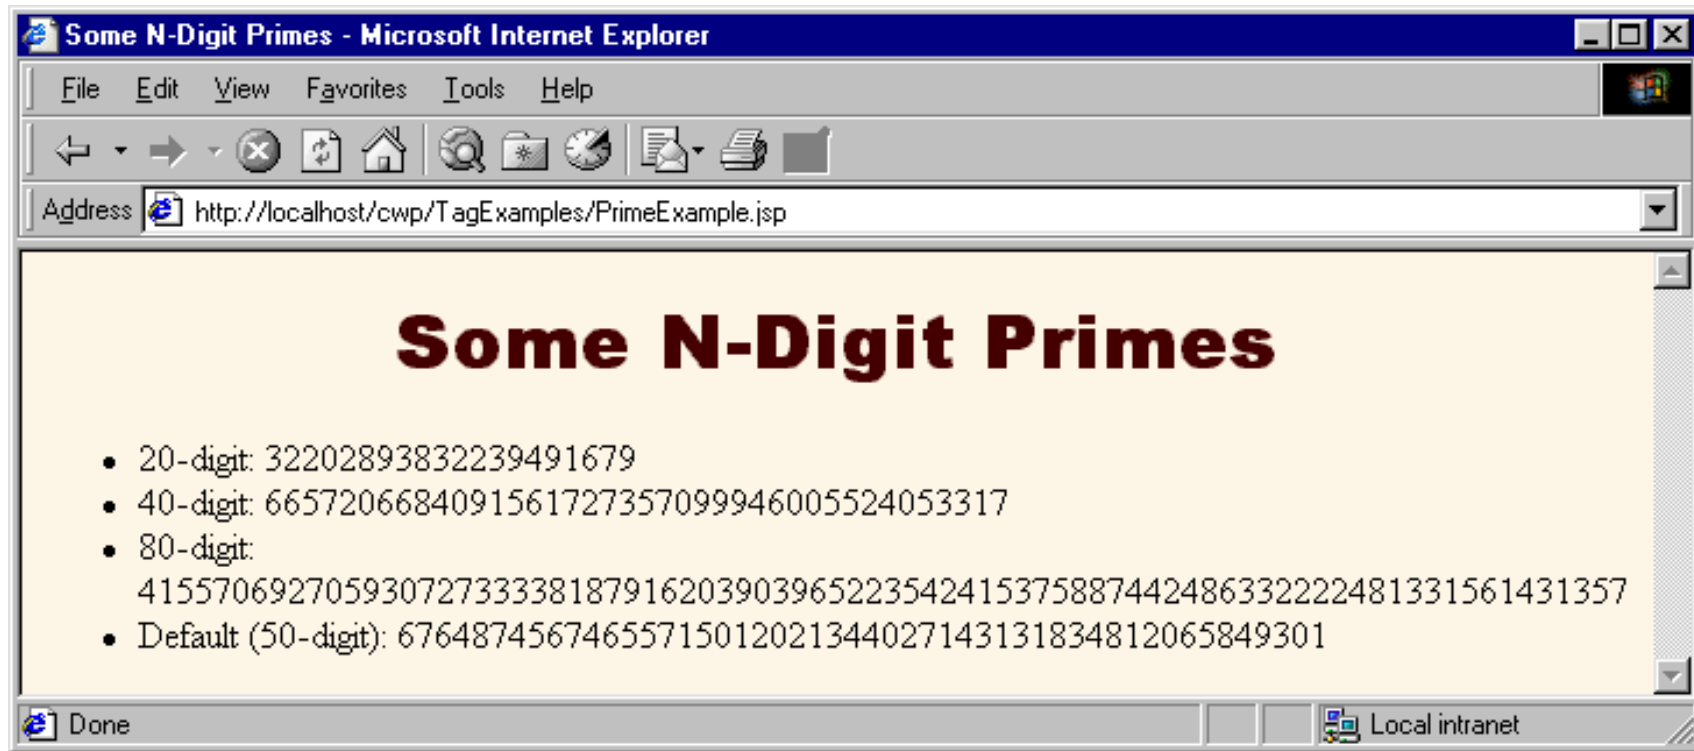 Some N-Digit Primes - Microsoft Internet Explorer
File Edit View Favorites Tools Help
Address http://localhost/cwp/TagExamples/PrimeExample.jsp
Some N-Digit Primes
• 20-digit: 32202893832239491679
• 40-digit: 6657206684091561727357099946005524053317
• 80-digit:
41557069270593072733338187916203903965223542415375887442486332222481331561431357
• Default (50-digit): 67648745674655715012021344027143131834812065849301
Done Local intranet